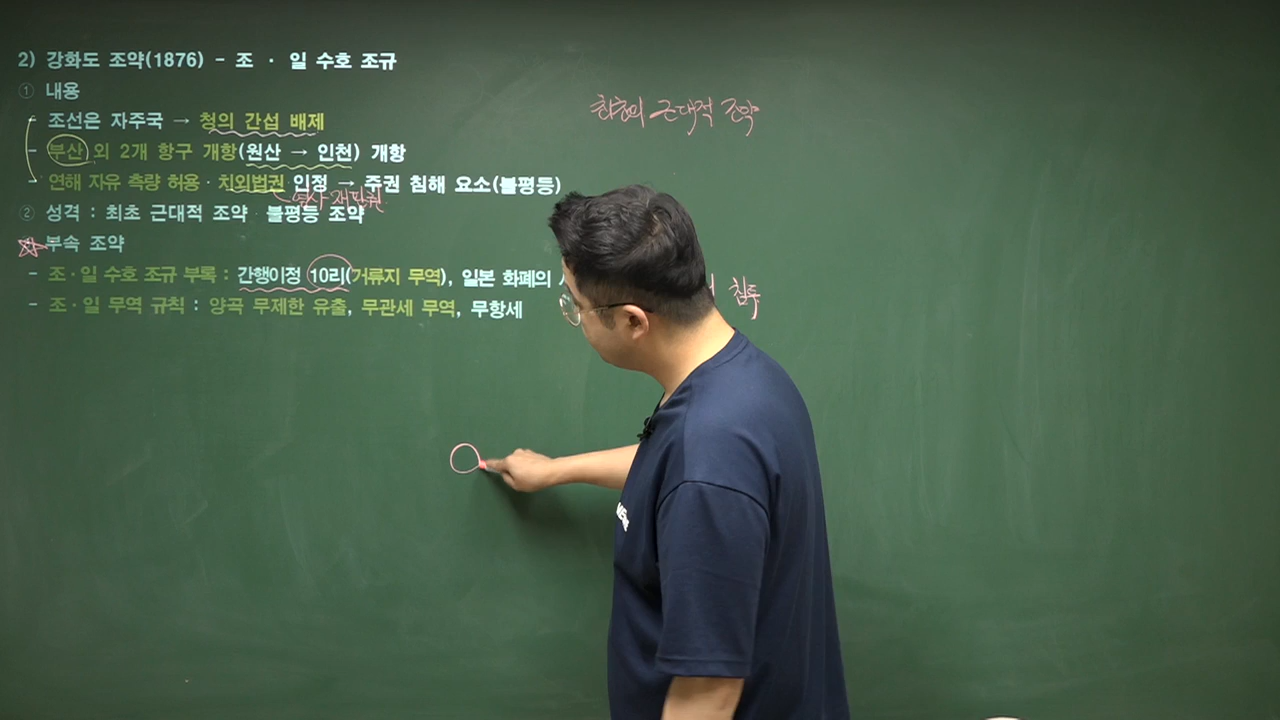 2) 강화도 조약(1876) - 조 · 일 수호 조규
① 내용
최초의 근대적 조약
- 조선은 자주국 → 청의 간섭 배제
- 부산 외 2개 항구 개항(원산 → 인천) 개항
- 연해 자유 측량 허용 · 치외법권 인정 → 주권 침해 요소(불평등)
영사 재판권
② 성격 : 최초 근대적 조약 불평등 조약
부속 조약
- 조·일 수호 조규 부록 : 간행이정 10리(거류지 무역), 일본 화폐의
침투
- 조·일 무역 규칙 : 양곡 무제한 유출, 무관세 무역, 무항세